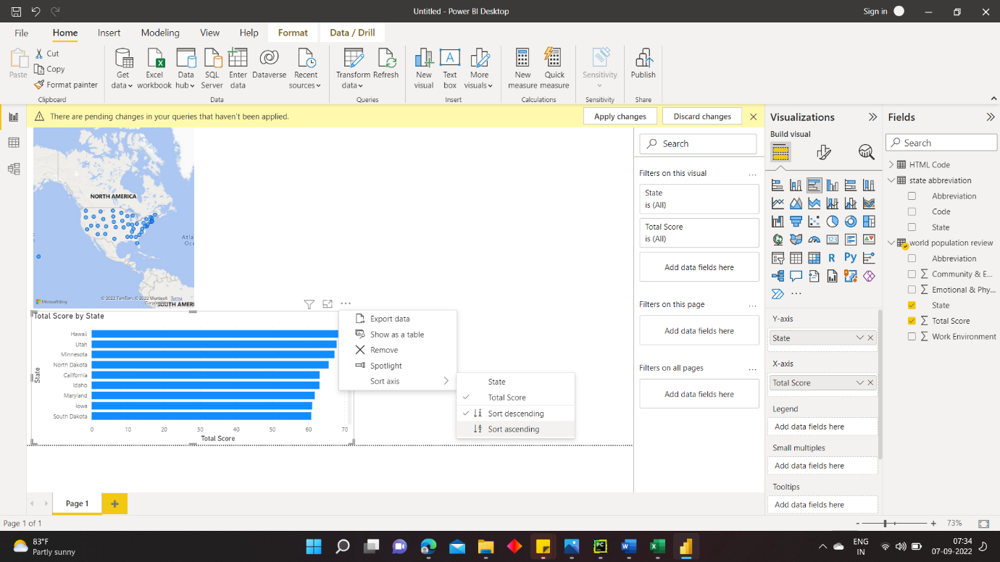 Untitled - Power BI Desktop
Sign in
File
Home
Insert
Modeling
View
Help
Format
Data / Drill
Paste
Cut
Copy
Format painter
Clipboard
Get data
Excel workbook
Data hub
SQL Server
Enter data
Dataverse
Recent sources
Data
Transform data
Refresh
Queries
New visual
Text box
More visuals
Insert
New measure
Quick measure
Calculations
Sensitivity
Sensitivity
Publish
Share
There are pending changes in your queries that haven't been applied.
Apply changes
Discard changes
NORTH AMERICA
Atla
Oc
Microsoft Bing
© 2022 TomTom, © 2022 Microsoft Corporation
Terms
SOUTH AMERI
Total Score by State
State
Hawaii
Utah
Minnesota
North Dakota
California
Idaho
Maryland
Iowa
South Dakota
0 10 20 30 40 50 60 70
Total Score
Export data
Show as a table
Remove
Spotlight
Sort axis
State
Total Score
Sort descending
Sort ascending
Search
Filters on this visual
State
is (All)
Total Score
is (All)
Add data fields here
Filters on this page
Add data fields here
Filters on all pages
Add data fields here
Visualizations
Build visual
123
R
Py
Y-axis
State
X-axis
Total Score
Legend
Add data fields here
Small multiples
Add data fields here
Tooltips
Add data fields here
Fields
Search
HTML Code
state abbreviation
Abbreviation
Code
State
world population review
Abbreviation
Community & E...
Emotional & Phy...
State
Total Score
Work Environment
Page 1
Page 1 of 1
73%
83°F
Partly sunny
ENG
IN
07:34
07-09-2022